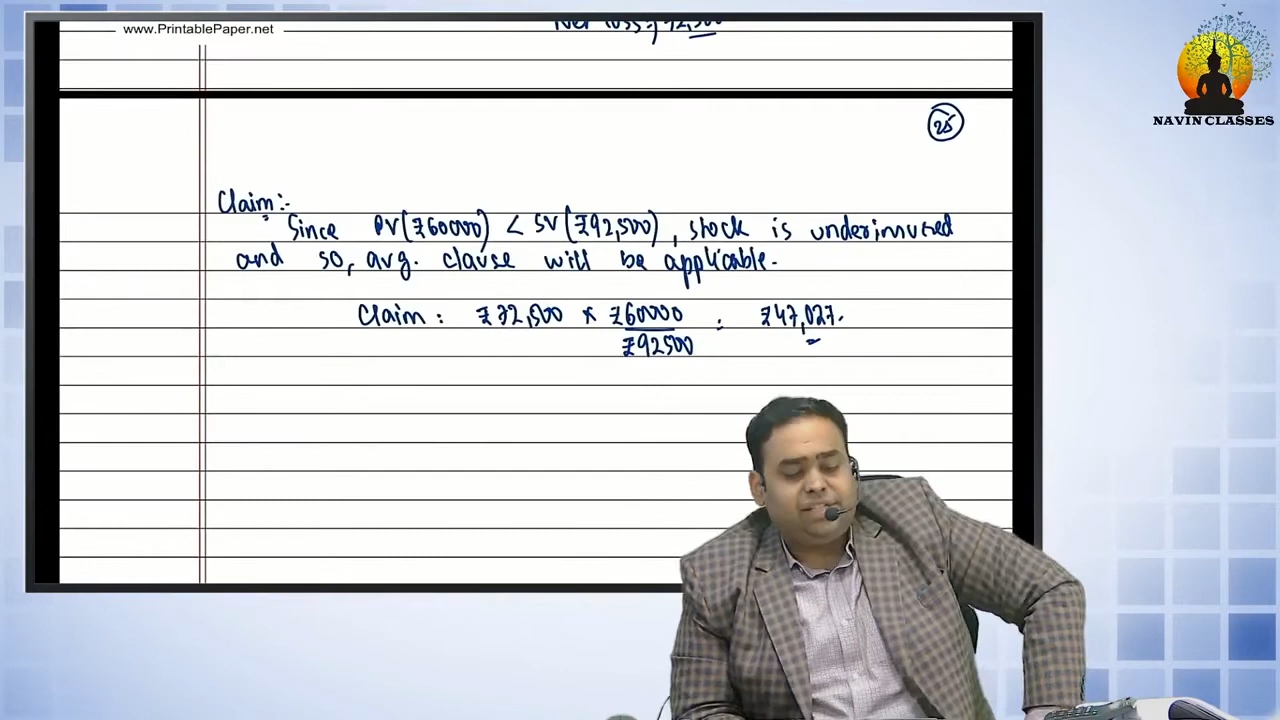 www.PrintablePaper.net
NAVIN CLASSES
25
Claim:-
Since PV(₹60000) < SV(₹92,500), stock is underinsured
and so, avg. clause will be applicable.
Claim: ₹72,500 × ₹60000 : ₹47,027.
₹92500